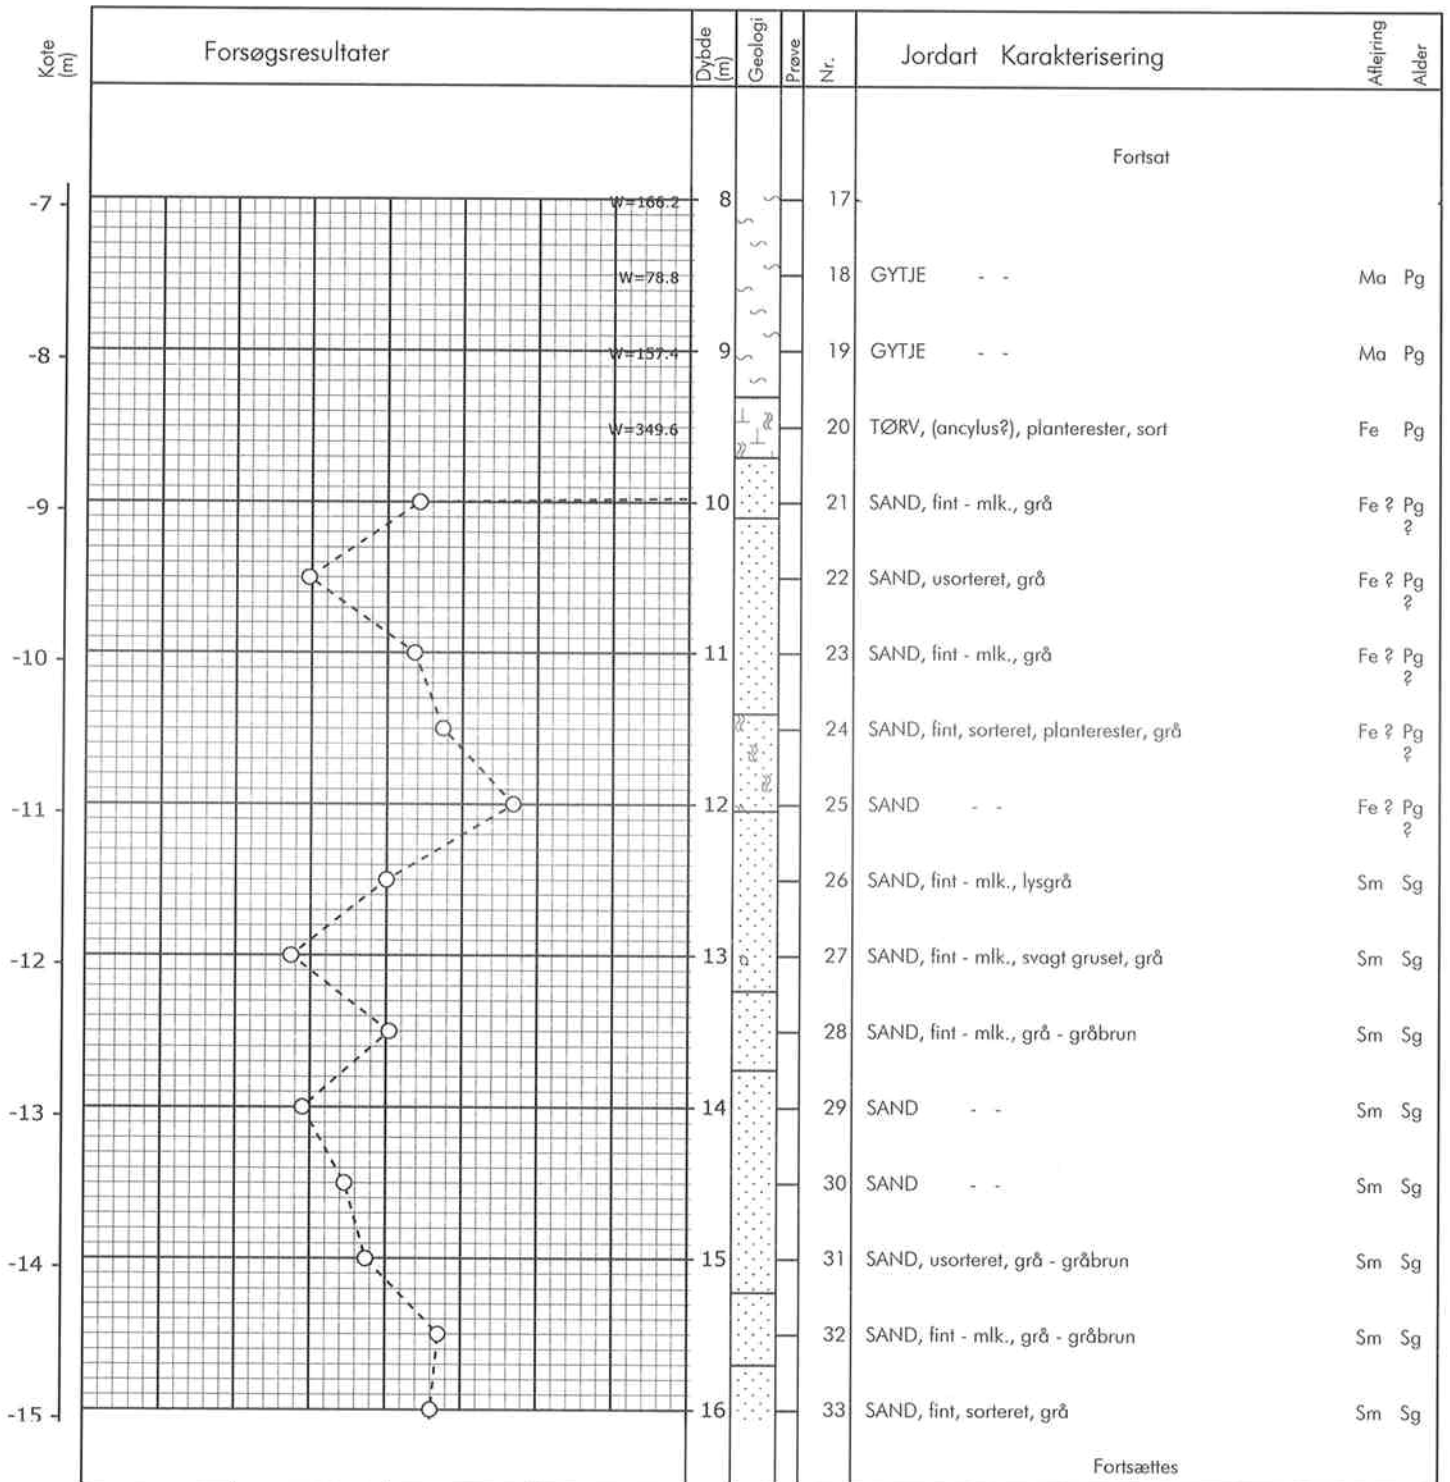 Kote (m) Forsøgsresultater Dybde (m) Geologi Prøve Nr. Jordart Karakterisering Aflejring Alder
Fortsat
-7 W=166.2 8 17
W=78.8 18 GYTJE - - Ma Pg
-8 W=157.4 9 19 GYTJE - - Ma Pg
W=349.6 20 TØRV, (ancylus?), planterester, sort Fe Pg
-9 10 21 SAND, fint - mlk., grå Fe ? Pg ?
22 SAND, usorteret, grå Fe ? Pg ?
-10 11 23 SAND, fint - mlk., grå Fe ? Pg ?
24 SAND, fint, sorteret, planterester, grå Fe ? Pg ?
-11 12 25 SAND - - Fe ? Pg ?
26 SAND, fint - mlk., lysgrå Sm Sg
-12 13 27 SAND, fint - mlk., svagt gruset, grå Sm Sg
28 SAND, fint - mlk., grå - gråbrun Sm Sg
-13 14 29 SAND - - Sm Sg
30 SAND - - Sm Sg
-14 15 31 SAND, usorteret, grå - gråbrun Sm Sg
32 SAND, fint - mlk., grå - gråbrun Sm Sg
-15 16 33 SAND, fint, sorteret, grå Sm Sg
Fortsættes